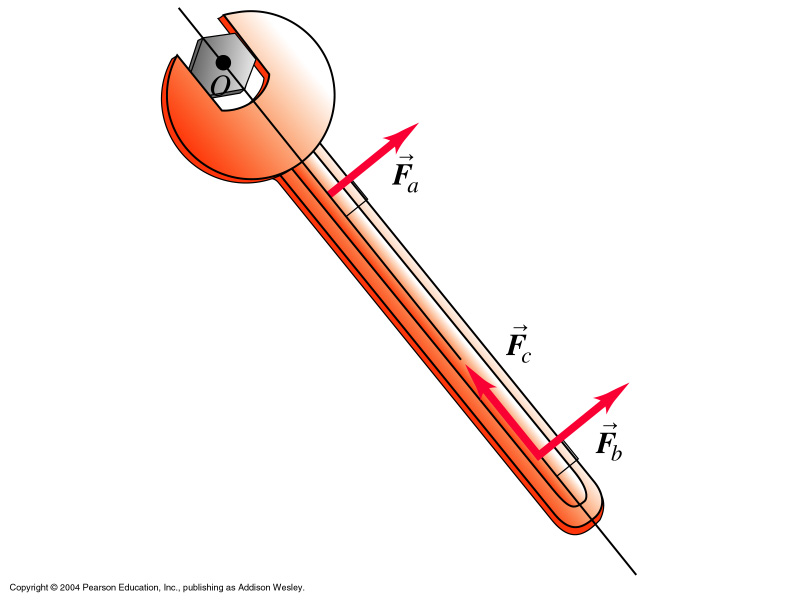 O
F⃗a
F⃗c
F⃗b
Copyright © 2004 Pearson Education, Inc., publishing as Addison Wesley.